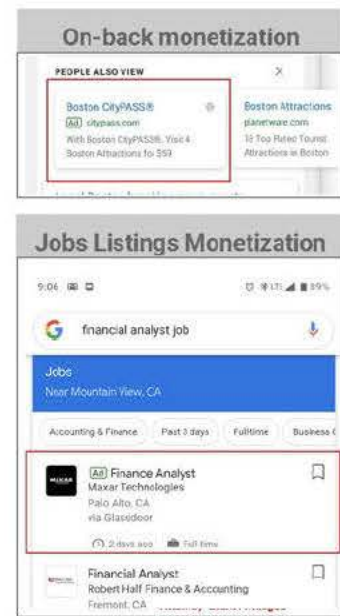 On-back monetization
PEOPLE ALSO VIEW
Boston CityPASS®
Ad citypass.com
With Boston CityPASS®, Visit 4
Boston Attractions for $59
Boston Attractions
planetware.com
Top Rated Tourist
Attractions in Boston
Jobs Listings Monetization
9:06
LTE 89%
financial analyst job
Jobs
Near Mountain View, CA
Accounting & Finance
Past 3 days
Fulltime
Business
MAXAR
Ad Finance Analyst
Maxar Technologies
Palo Alto, CA
via Glassdoor
2 days ago
Full-time
Financial Analyst
Robert Half Finance & Accounting
Fremont, CA